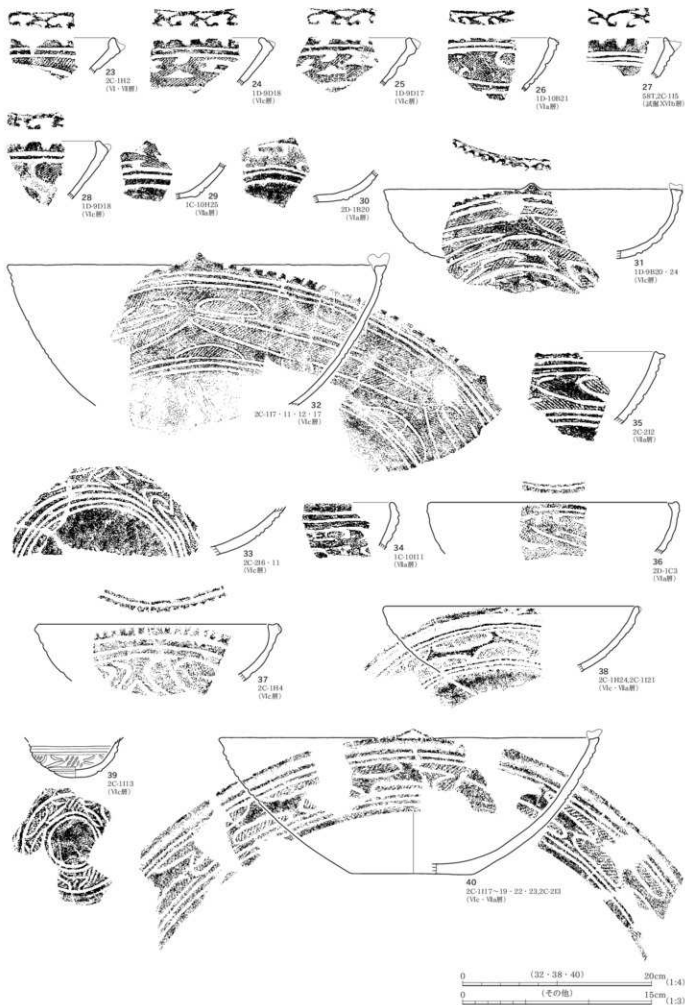 23
2C-1H2
(Ⅵ・Ⅶ層)
24
1D-9D18
(Ⅵc層)
25
1D-9D17
(Ⅵc層)
26
1D-10B21
(Ⅶa層)
27
58T,2C-1I5
(試掘XVIb層)
28
1D-9D18
(Ⅵc層)
29
1C-10H25
(Ⅶa層)
30
2D-1B20
(Ⅶa層)
31
1D-9B20・24
(Ⅵc層)
32
2C-1I7・11・12・17
(Ⅵc層)
35
2C-2I2
(Ⅶa層)
33
2C-2I6・11
(Ⅵc層)
34
1C-10I11
(Ⅶa層)
36
2D-1C3
(Ⅶa層)
37
2C-1H4
(Ⅵc層)
38
2C-1H24,2C-1I21
(Ⅵc・Ⅶa層)
39
2C-1I13
(Ⅵc層)
40
2C-1I17～19・22・23,2C-2I3
(Ⅵc・Ⅶa層)
0 (32・38・40) 20cm (1:4)
0 (その他) 15cm (1:3)